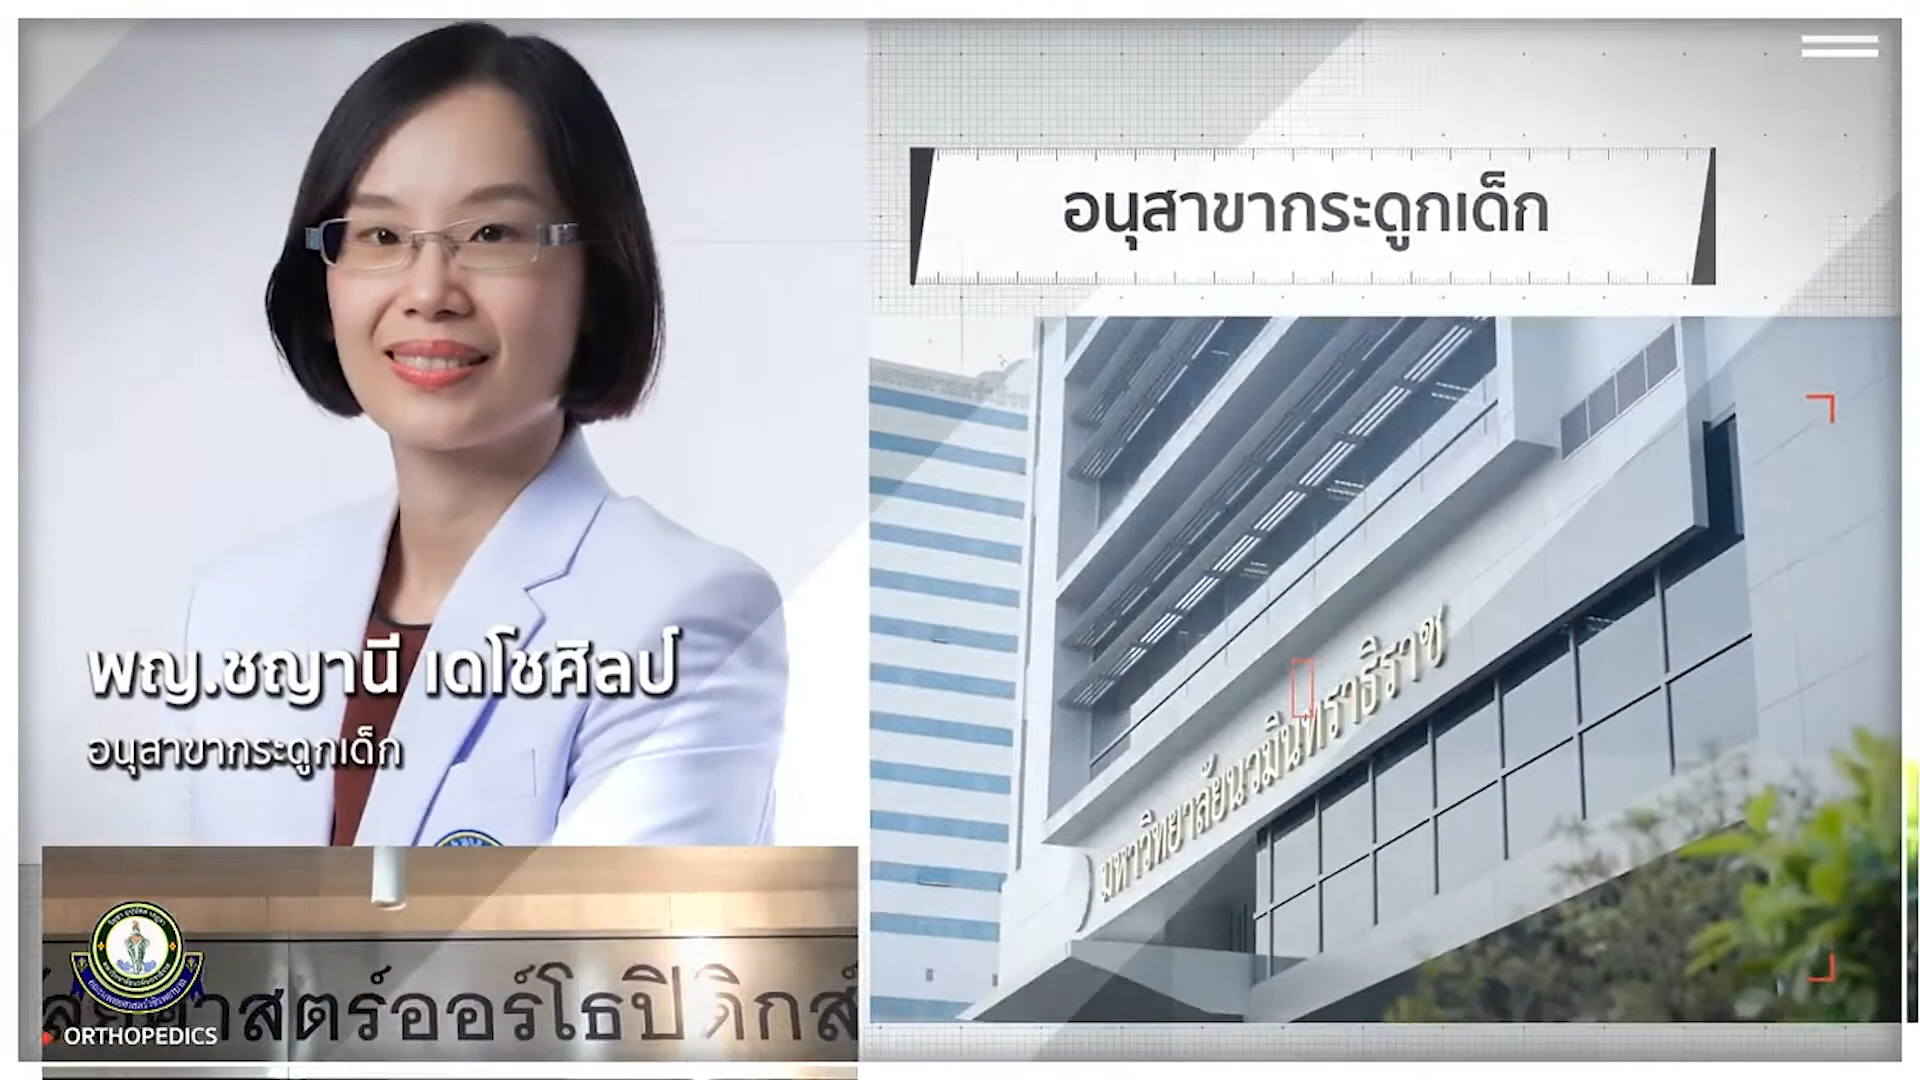 อนุสาขากระดูกเด็ก
พญ.ชญานี เดโชศิลป์
อนุสาขากระดูกเด็ก
มหาวิทยาลัยนวมินทราธิราช
ศาสตร์ออร์โธปิดิกส์
ORTHOPEDICS